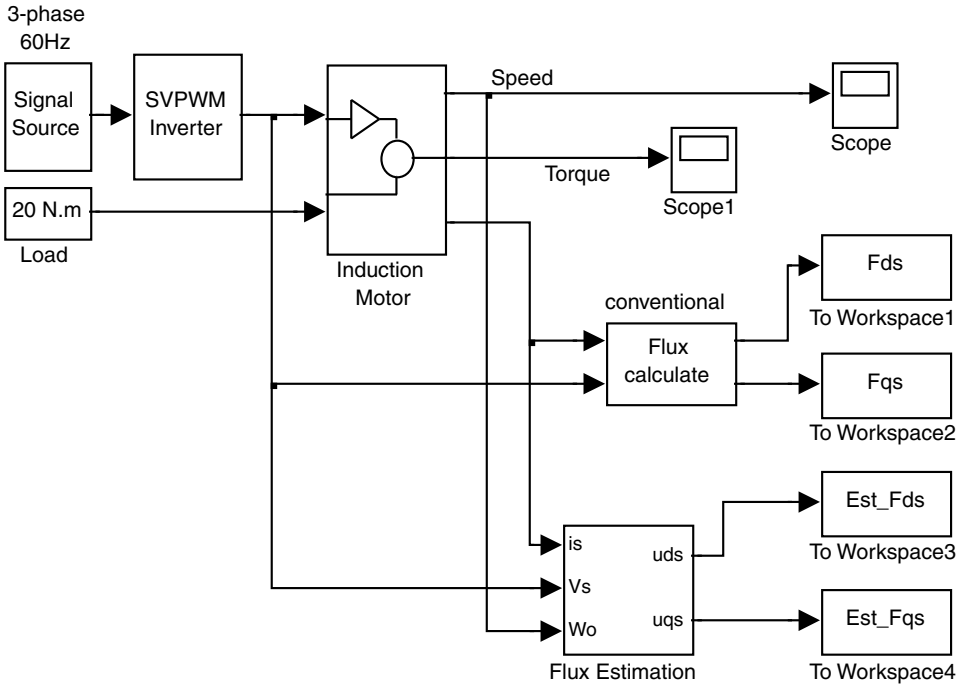 3-phase
60Hz
Signal
Source
SVPWM
Inverter
20 N.m
Load
Induction
Motor
Speed
Torque
Scope
Scope1
conventional
Flux
calculate
Fds
To Workspace1
Fqs
To Workspace2
is
Vs
Wo
uds
uqs
Flux Estimation
Est_Fds
To Workspace3
Est_Fqs
To Workspace4